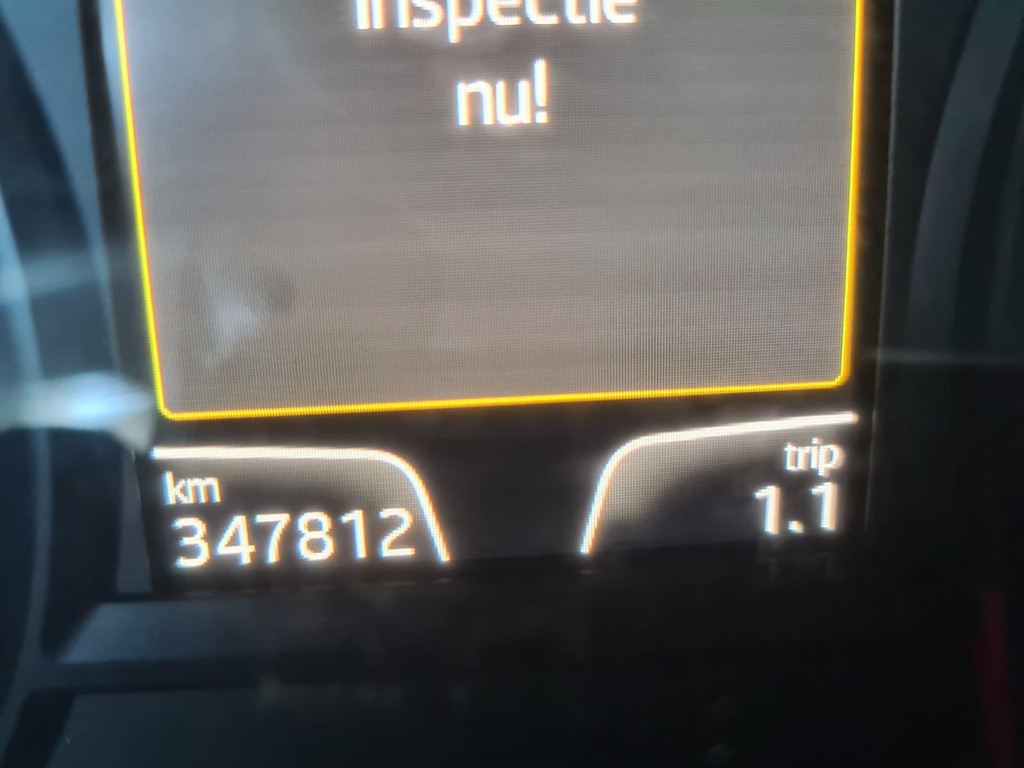 inspectie
nu!
km
347812
trip
1.1